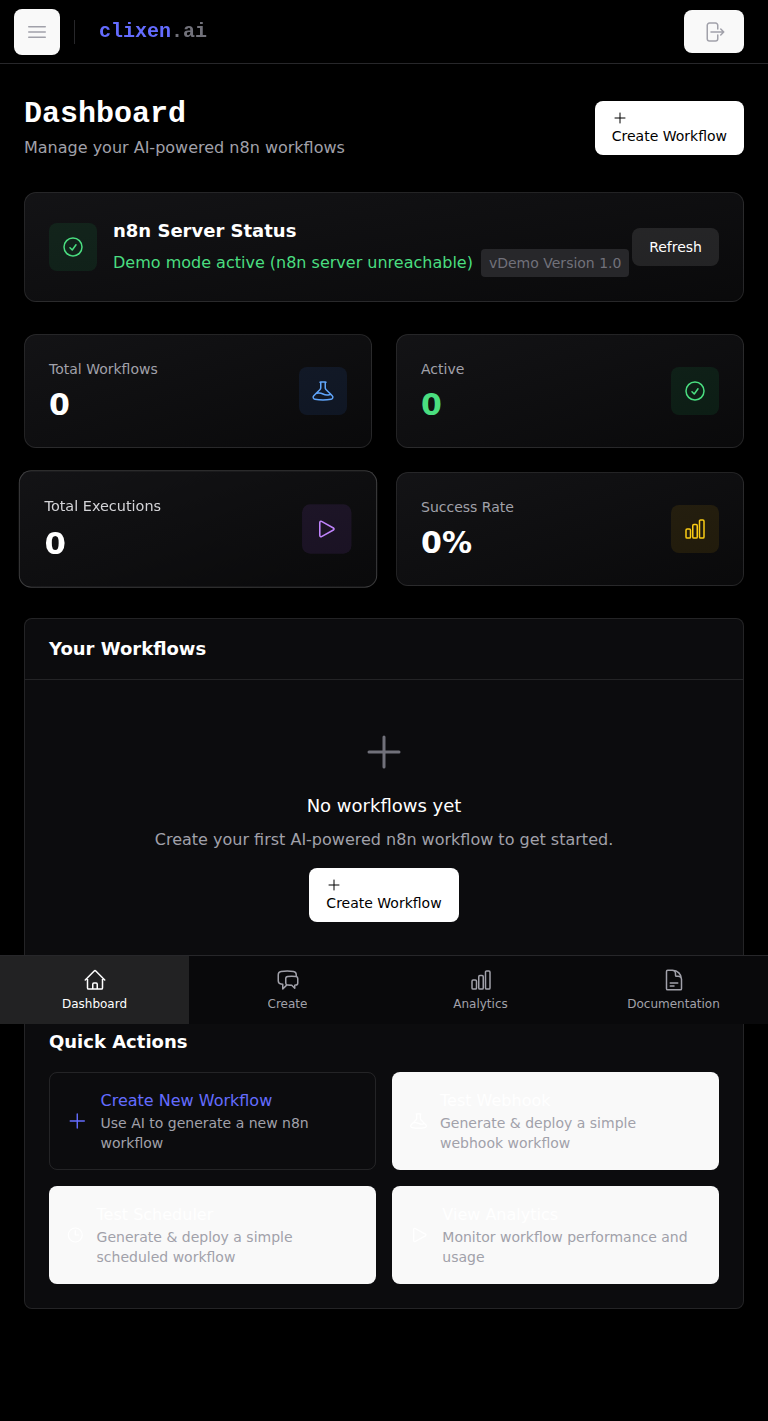 clixen.ai
Dashboard
Manage your AI-powered n8n workflows
Create Workflow
n8n Server Status
Demo mode active (n8n server unreachable)
vDemo Version 1.0
Refresh
Total Workflows
0
Active
0
Total Executions
0
Success Rate
0%
Your Workflows
No workflows yet
Create your first AI-powered n8n workflow to get started.
Create Workflow
Dashboard
Create
Analytics
Documentation
Quick Actions
Create New Workflow
Use AI to generate a new n8n
workflow
Test Webhook
Generate & deploy a simple
webhook workflow
Test Scheduler
Generate & deploy a simple
scheduled workflow
View Analytics
Monitor workflow performance and
usage